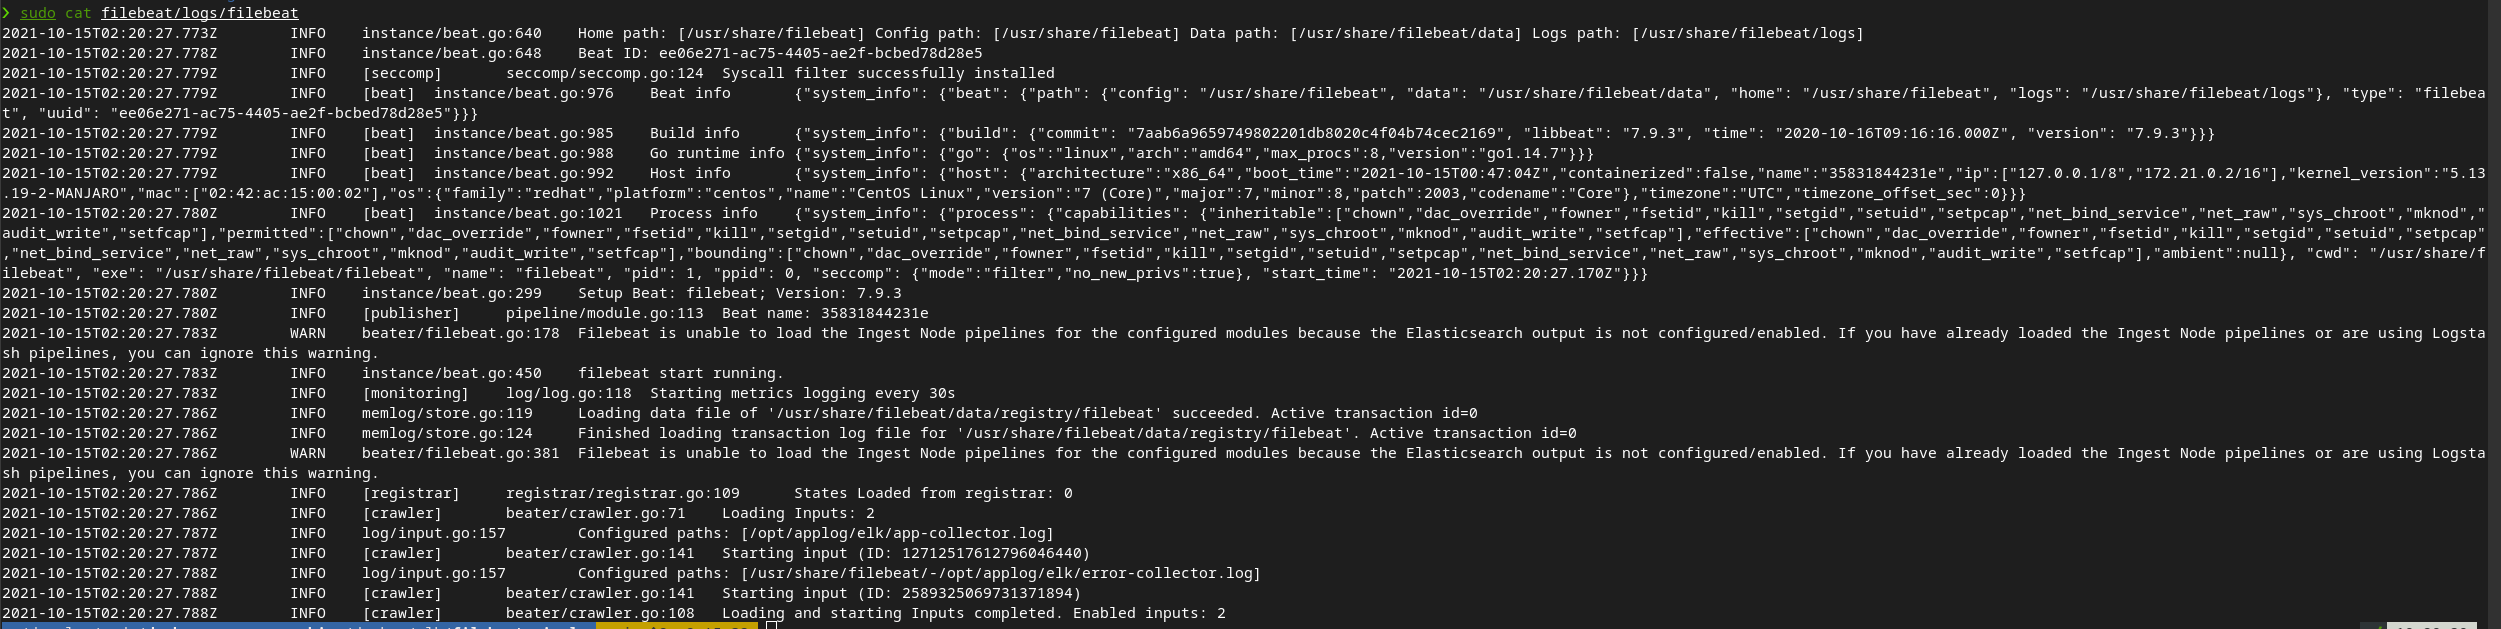 ❯ sudo cat filebeat/logs/filebeat
2021-10-15T02:20:27.773Z INFO instance/beat.go:640 Home path: [/usr/share/filebeat] Config path: [/usr/share/filebeat] Data path: [/usr/share/filebeat/data] Logs path: [/usr/share/filebeat/logs]
2021-10-15T02:20:27.778Z INFO instance/beat.go:648 Beat ID: ee06e271-ac75-4405-ae2f-bcbed78d28e5
2021-10-15T02:20:27.779Z INFO [seccomp] seccomp/seccomp.go:124 Syscall filter successfully installed
2021-10-15T02:20:27.779Z INFO [beat] instance/beat.go:976 Beat info {"system_info": {"beat": {"path": {"config": "/usr/share/filebeat", "data": "/usr/share/filebeat/data", "home": "/usr/share/filebeat", "logs": "/usr/share/filebeat/logs"}, "type": "filebea
t", "uuid": "ee06e271-ac75-4405-ae2f-bcbed78d28e5"}}}
2021-10-15T02:20:27.779Z INFO [beat] instance/beat.go:985 Build info {"system_info": {"build": {"commit": "7aab6a9659749802201db8020c4f04b74cec2169", "libbeat": "7.9.3", "time": "2020-10-16T09:16:16.000Z", "version": "7.9.3"}}}
2021-10-15T02:20:27.779Z INFO [beat] instance/beat.go:988 Go runtime info {"system_info": {"go": {"os":"linux","arch":"amd64","max_procs":8,"version":"go1.14.7"}}}
2021-10-15T02:20:27.779Z INFO [beat] instance/beat.go:992 Host info {"system_info": {"host": {"architecture":"x86_64","boot_time":"2021-10-15T00:47:04Z","containerized":false,"name":"35831844231e","ip":["127.0.0.1/8","172.21.0.2/16"],"kernel_version":"5.13
.19-2-MANJARO","mac":["02:42:ac:15:00:02"],"os":{"family":"redhat","platform":"centos","name":"CentOS Linux","version":"7 (Core)","major":7,"minor":8,"patch":2003,"codename":"Core"},"timezone":"UTC","timezone_offset_sec":0}}}
2021-10-15T02:20:27.780Z INFO [beat] instance/beat.go:1021 Process info {"system_info": {"process": {"capabilities": {"inheritable":["chown","dac_override","fowner","fsetid","kill","setgid","setuid","setpcap","net_bind_service","net_raw","sys_chroot","mknod","
audit_write","setfcap"],"permitted":["chown","dac_override","fowner","fsetid","kill","setgid","setuid","setpcap","net_bind_service","net_raw","sys_chroot","mknod","audit_write","setfcap"],"effective":["chown","dac_override","fowner","fsetid","kill","setgid","setuid","setpcap"
,"net_bind_service","net_raw","sys_chroot","mknod","audit_write","setfcap"],"bounding":["chown","dac_override","fowner","fsetid","kill","setgid","setuid","setpcap","net_bind_service","net_raw","sys_chroot","mknod","audit_write","setfcap"],"ambient":null}, "cwd": "/usr/share/f
ilebeat", "exe": "/usr/share/filebeat/filebeat", "name": "filebeat", "pid": 1, "ppid": 0, "seccomp": {"mode":"filter","no_new_privs":true}, "start_time": "2021-10-15T02:20:27.170Z"}}}
2021-10-15T02:20:27.780Z INFO instance/beat.go:299 Setup Beat: filebeat; Version: 7.9.3
2021-10-15T02:20:27.780Z INFO [publisher] pipeline/module.go:113 Beat name: 35831844231e
2021-10-15T02:20:27.783Z WARN beater/filebeat.go:178 Filebeat is unable to load the Ingest Node pipelines for the configured modules because the Elasticsearch output is not configured/enabled. If you have already loaded the Ingest Node pipelines or are using Logsta
sh pipelines, you can ignore this warning.
2021-10-15T02:20:27.783Z INFO instance/beat.go:450 filebeat start running.
2021-10-15T02:20:27.783Z INFO [monitoring] log/log.go:118 Starting metrics logging every 30s
2021-10-15T02:20:27.786Z INFO memlog/store.go:119 Loading data file of '/usr/share/filebeat/data/registry/filebeat' succeeded. Active transaction id=0
2021-10-15T02:20:27.786Z INFO memlog/store.go:124 Finished loading transaction log file for '/usr/share/filebeat/data/registry/filebeat'. Active transaction id=0
2021-10-15T02:20:27.786Z WARN beater/filebeat.go:381 Filebeat is unable to load the Ingest Node pipelines for the configured modules because the Elasticsearch output is not configured/enabled. If you have already loaded the Ingest Node pipelines or are using Logsta
sh pipelines, you can ignore this warning.
2021-10-15T02:20:27.786Z INFO [registrar] registrar/registrar.go:109 States Loaded from registrar: 0
2021-10-15T02:20:27.786Z INFO [crawler] beater/crawler.go:71 Loading Inputs: 2
2021-10-15T02:20:27.787Z INFO log/input.go:157 Configured paths: [/opt/applog/elk/app-collector.log]
2021-10-15T02:20:27.787Z INFO [crawler] beater/crawler.go:141 Starting input (ID: 12712517612796046440)
2021-10-15T02:20:27.788Z INFO log/input.go:157 Configured paths: [/usr/share/filebeat/-/opt/applog/elk/error-collector.log]
2021-10-15T02:20:27.788Z INFO [crawler] beater/crawler.go:141 Starting input (ID: 2589325069731371894)
2021-10-15T02:20:27.788Z INFO [crawler] beater/crawler.go:108 Loading and starting Inputs completed. Enabled inputs: 2